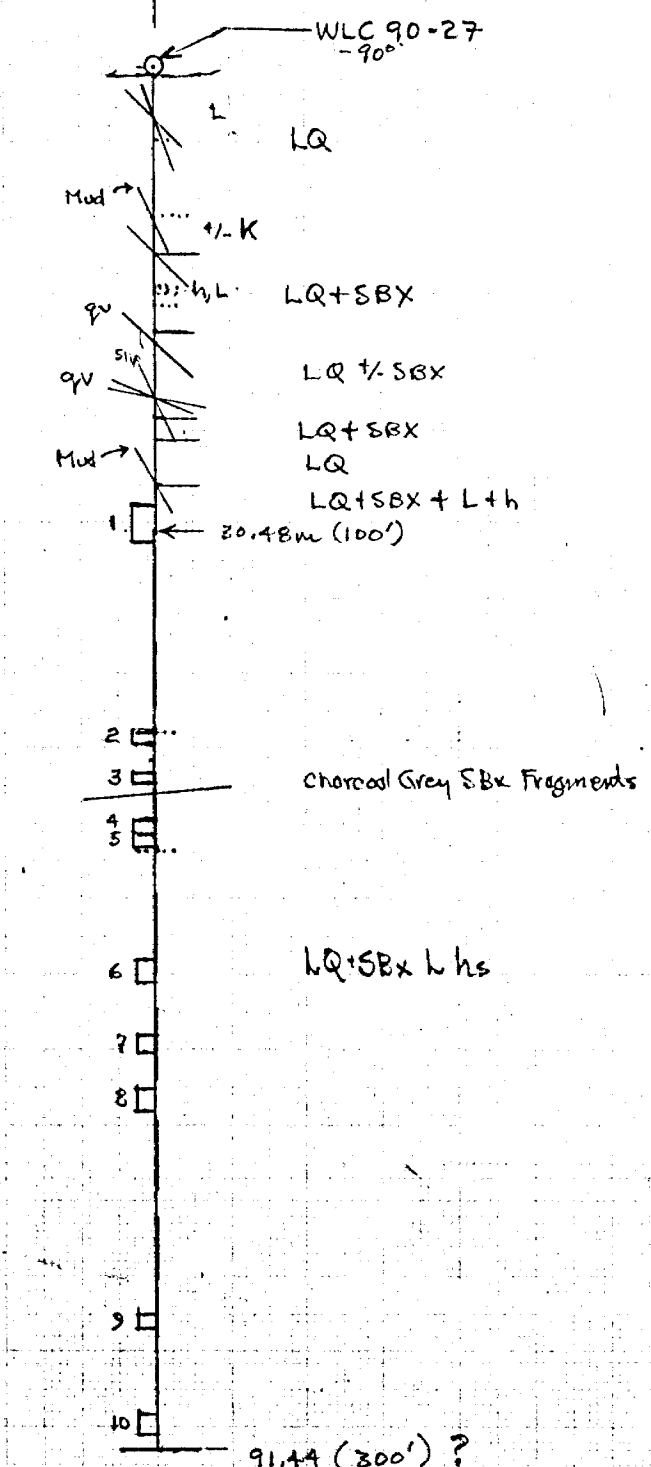 WLC 90-27
-90°
L
LQ
Mud
+/- K
h, L
LQ+SBX
qv
Slip
LQ +/- SBX
qv
LQ+SBX
Mud
LQ
LQ+SBX + L+h
1
30.48m (100')
2
3
Charcoal Grey SBx Fragments
4
5
6
LQ+SBx L hs
7
8
9
10
91.44 (300') ?